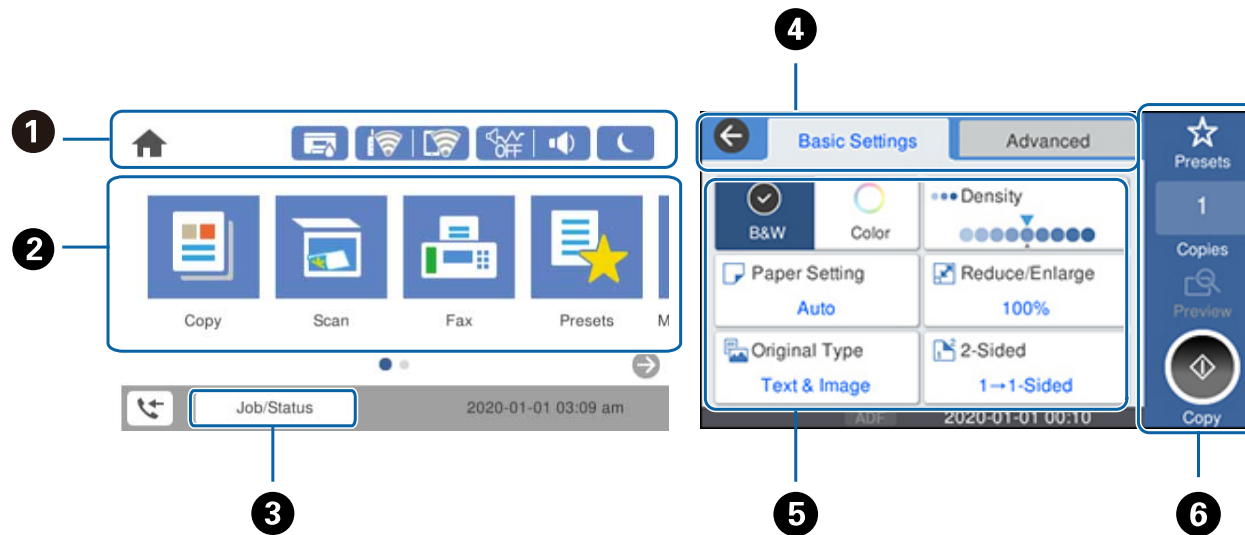 4
1
OFF
2
Copy
Scan
Fax
Presets
M
Job/Status
2020-01-01 03:09 am
3
Basic Settings
Advanced
B&W
Color
Density
Paper Setting
Auto
Reduce/Enlarge
100%
Original Type
Text & Image
2-Sided
1→1-Sided
ADF
2020-01-01 00:10
Presets
1
Copies
Preview
Copy
5
6